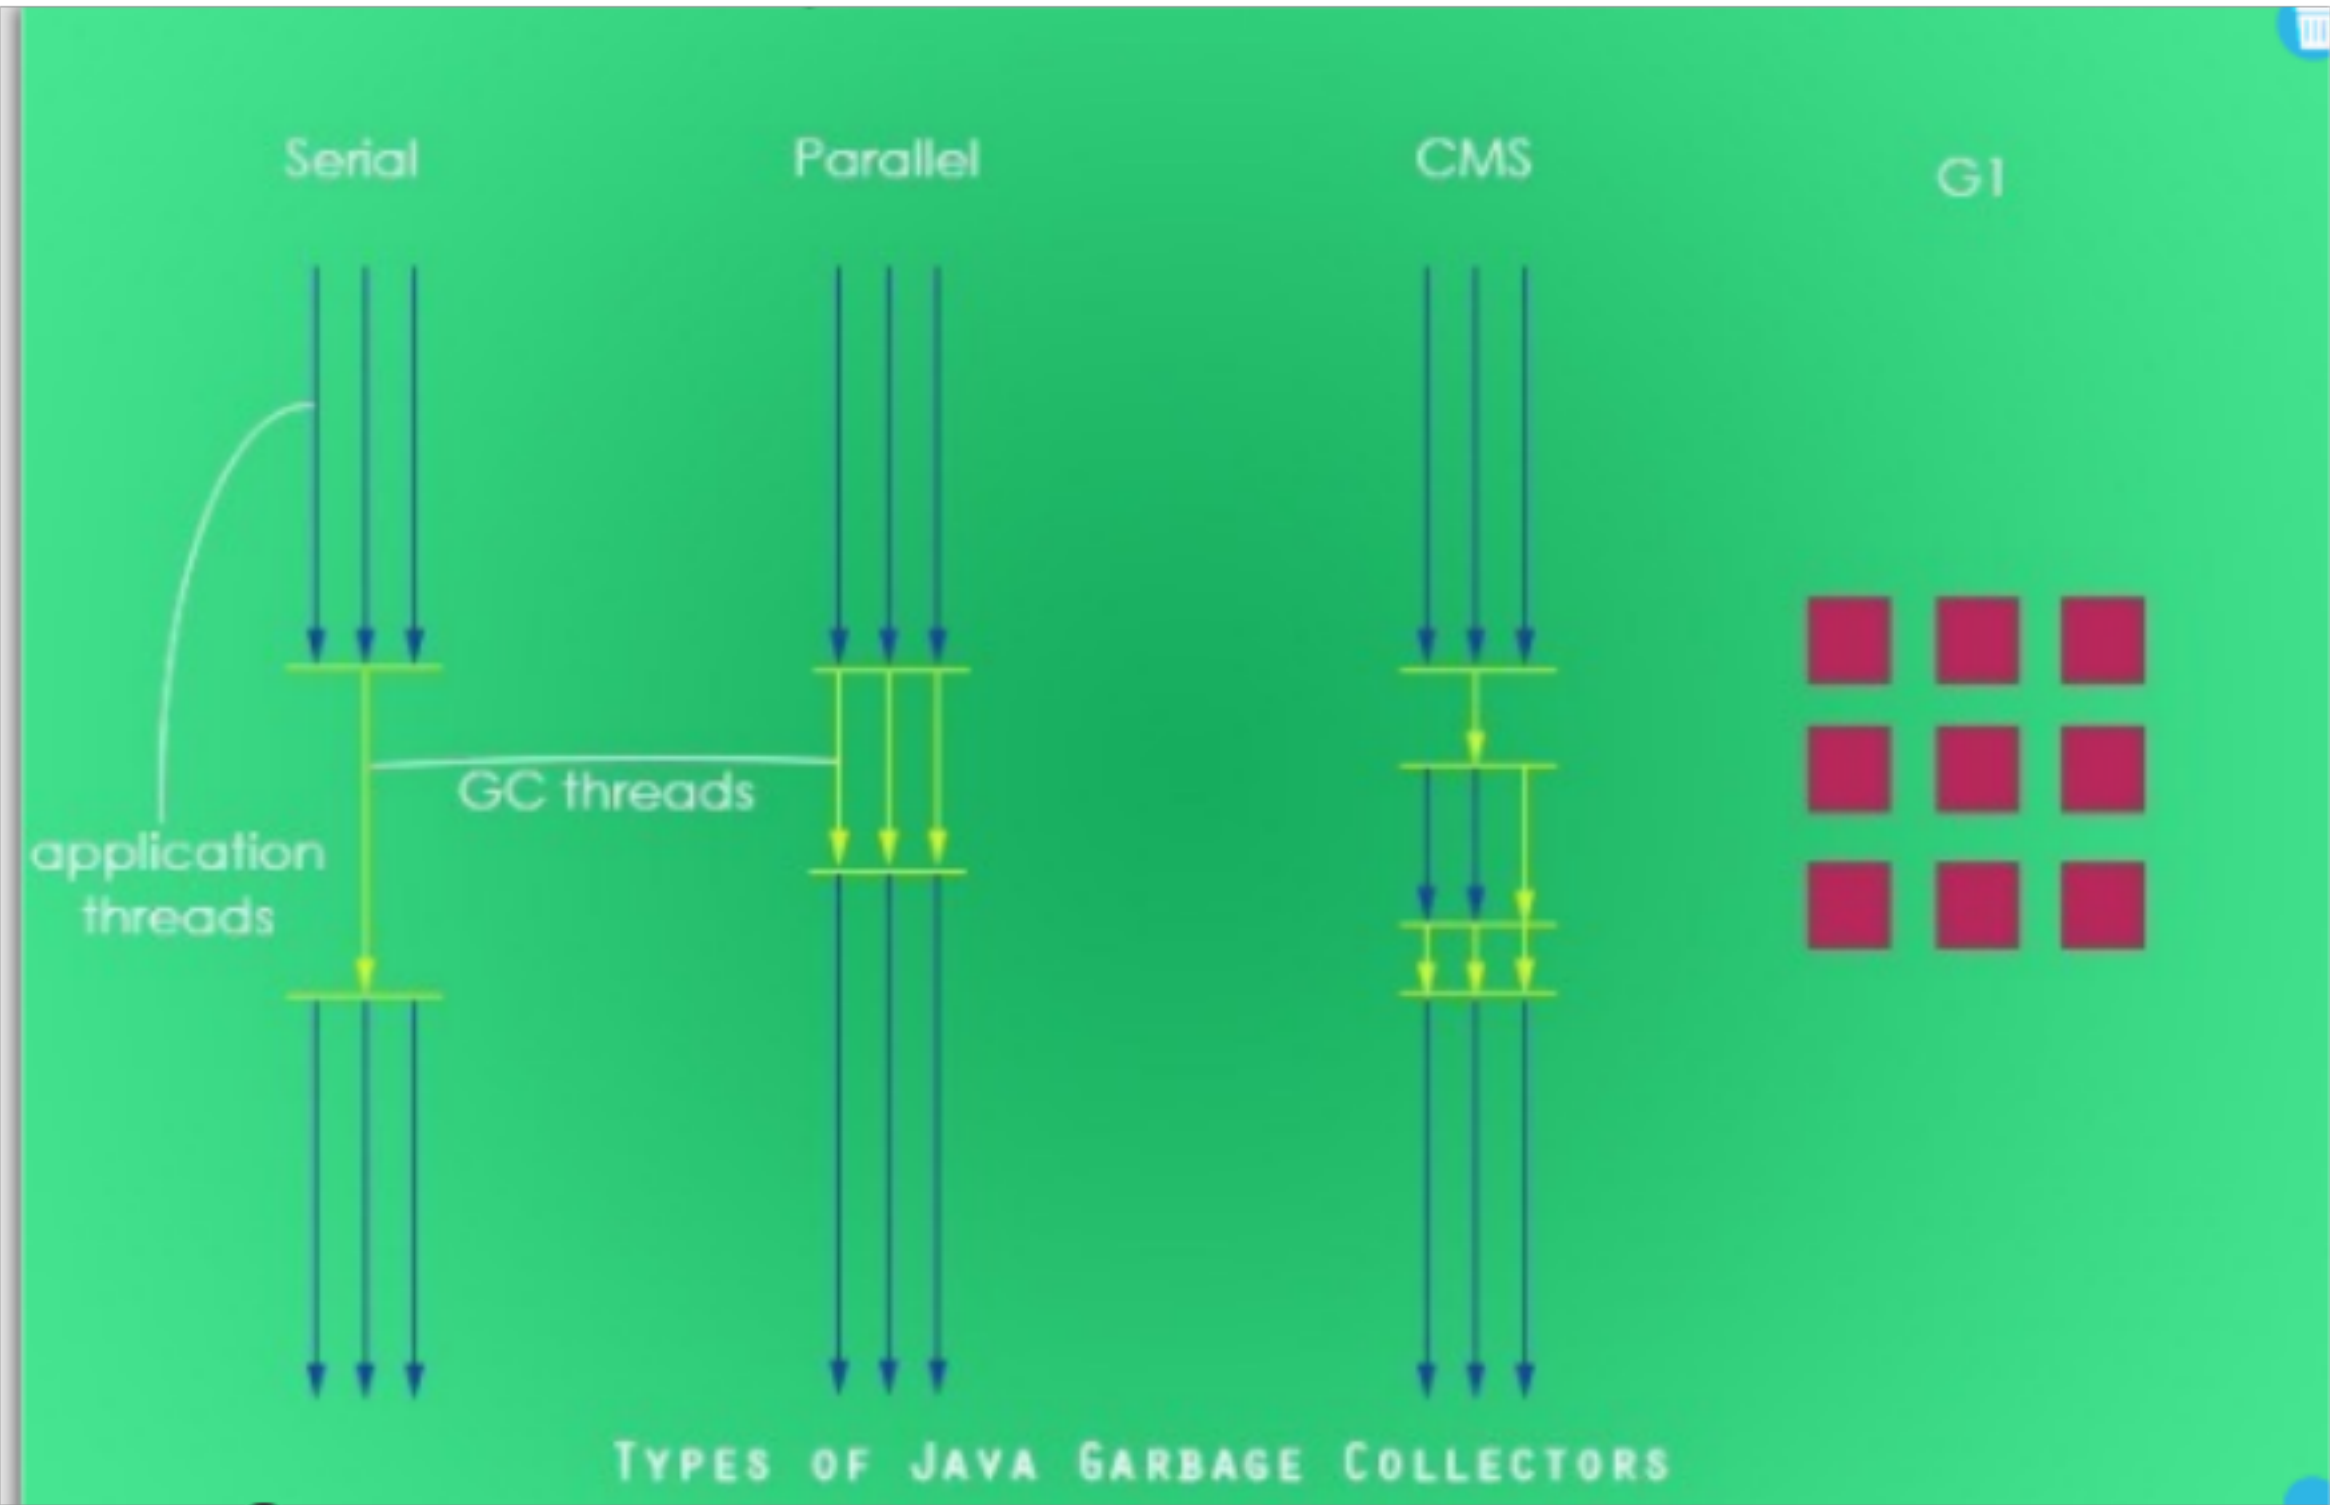 Serial
Parallel
CMS
G1
GC threads
application
threads
TYPES OF JAVA GARBAGE COLLECTORS